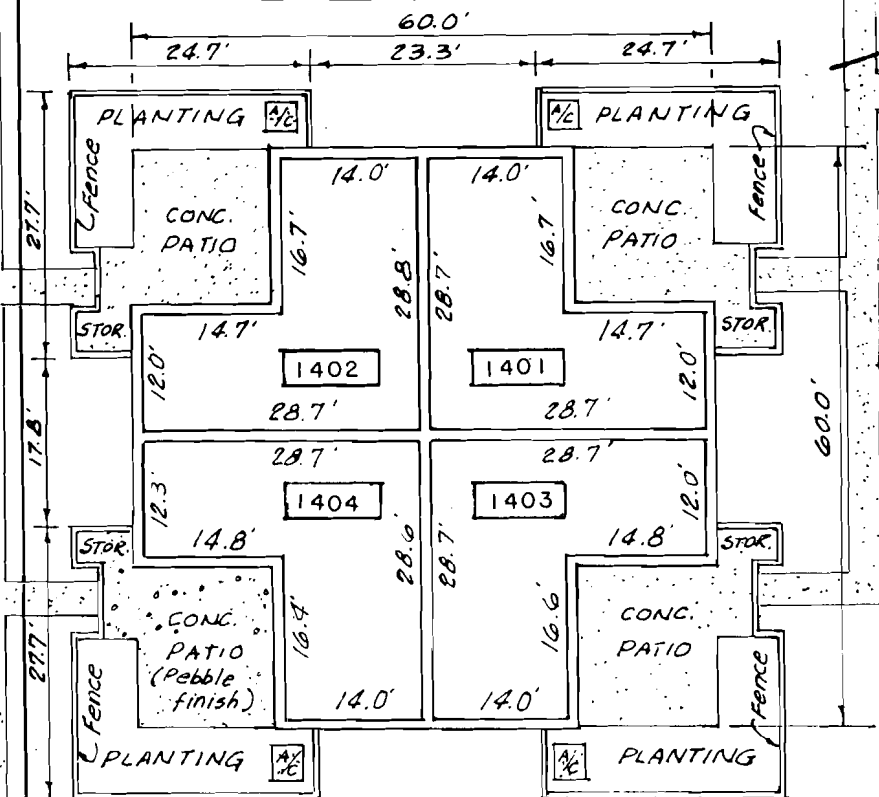 60.0'
24.7' 23.3' 24.7'
PLANTING A/C A/C PLANTING
Fence Fence
14.0' 14.0'
27.7'
CONC. PATIO
CONC. PATIO
16.7' 28.8' 28.7' 16.7'
STOR. 14.7' 14.7' STOR.
12.0' 1402 1401 12.0'
28.7' 28.7'
17.8' 60.0'
28.7' 28.7'
12.3' 1404 1403 12.0'
STOR. 14.8' 28.6' 28.7' 14.8' STOR.
27.7'
CONC.
PATIO
(Pebble
finish)
CONC.
PATIO
16.4' 16.6'
Fence Fence
14.0' 14.0'
PLANTING A/C A/C PLANTING